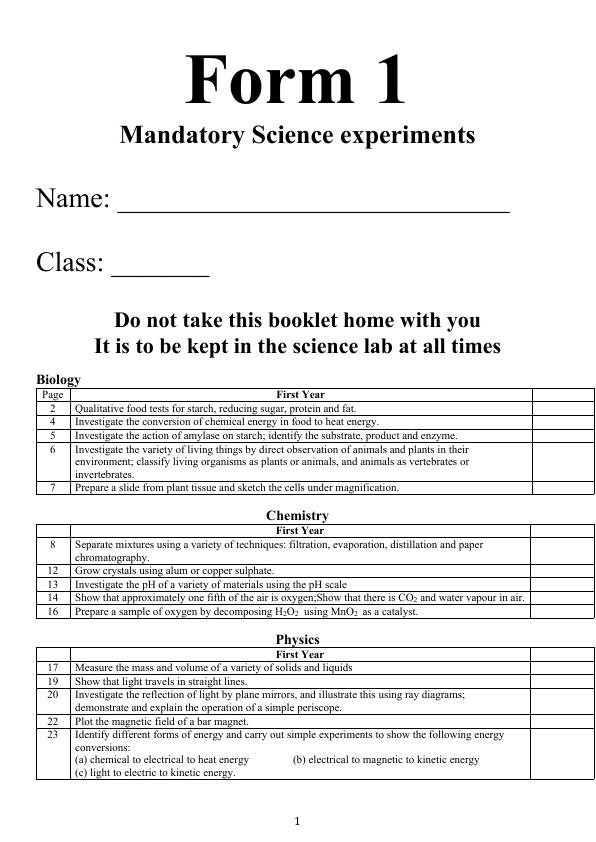 Form 1
Mandatory Science experiments
Name: ____________________________
Class: _______
Do not take this booklet home with you
It is to be kept in the science lab at all times
Biology
Page First Year
2 Qualitative food tests for starch, reducing sugar, protein and fat.
4 Investigate the conversion of chemical energy in food to heat energy.
5 Investigate the action of amylase on starch; identify the substrate, product and enzyme.
6 Investigate the variety of living things by direct observation of animals and plants in their
environment; classify living organisms as plants or animals, and animals as vertebrates or
invertebrates.
7 Prepare a slide from plant tissue and sketch the cells under magnification.
Chemistry
First Year
8 Separate mixtures using a variety of techniques: filtration, evaporation, distillation and paper
chromatography.
12 Grow crystals using alum or copper sulphate.
13 Investigate the pH of a variety of materials using the pH scale
14 Show that approximately one fifth of the air is oxygen;Show that there is CO₂ and water vapour in air.
16 Prepare a sample of oxygen by decomposing H₂O₂ using MnO₂ as a catalyst.
Physics
First Year
17 Measure the mass and volume of a variety of solids and liquids
19 Show that light travels in straight lines.
20 Investigate the reflection of light by plane mirrors, and illustrate this using ray diagrams;
demonstrate and explain the operation of a simple periscope.
22 Plot the magnetic field of a bar magnet.
23 Identify different forms of energy and carry out simple experiments to show the following energy
conversions:
(a) chemical to electrical to heat energy (b) electrical to magnetic to kinetic energy
(c) light to electric to kinetic energy.
1